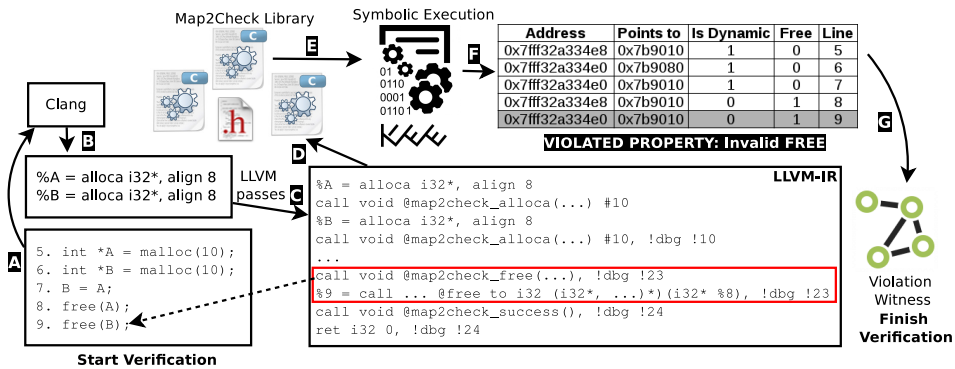 Map2Check Library
Symbolic Execution
C
C
C
.h
01
0110
0001
01101
KLEE
E
F
Address Points to Is Dynamic Free Line
0x7fff32a334e8 0x7b9010 1 0 5
0x7fff32a334e0 0x7b9080 1 0 6
0x7fff32a334e0 0x7b9010 1 0 7
0x7fff32a334e8 0x7b9010 0 1 8
0x7fff32a334e0 0x7b9010 0 1 9
VIOLATED PROPERTY: Invalid FREE
G
Clang
B
D
%A = alloca i32*, align 8
%B = alloca i32*, align 8
LLVM
passes
C
LLVM-IR
%A = alloca i32*, align 8
call void @map2check_alloca(...) #10
%B = alloca i32*, align 8
call void @map2check_alloca(...) #10, !dbg !10
...
call void @map2check_free(...), !dbg !23
%9 = call ... @free to i32 (i32*, ...)*)(i32* %8), !dbg !23
call void @map2check_success(), !dbg !24
ret i32 0, !dbg !24
A
5. int *A = malloc(10);
6. int *B = malloc(10);
7. B = A;
8. free(A);
9. free(B);
Start Verification
Violation
Witness
Finish
Verification